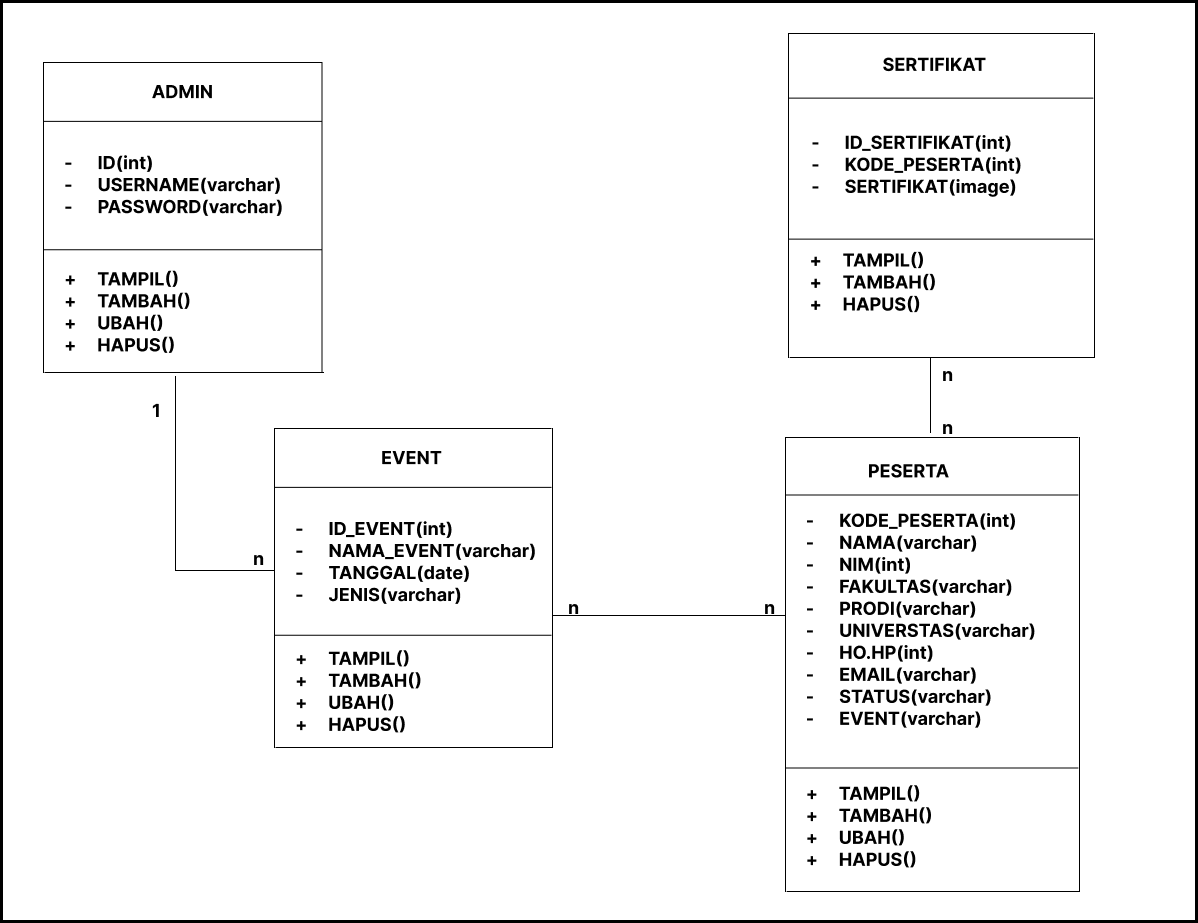 ADMIN
- ID(int)
- USERNAME(varchar)
- PASSWORD(varchar)
+ TAMPIL()
+ TAMBAH()
+ UBAH()
+ HAPUS()
1
n
EVENT
- ID_EVENT(int)
- NAMA_EVENT(varchar)
- TANGGAL(date)
- JENIS(varchar)
+ TAMPIL()
+ TAMBAH()
+ UBAH()
+ HAPUS()
n
n
SERTIFIKAT
- ID_SERTIFIKAT(int)
- KODE_PESERTA(int)
- SERTIFIKAT(image)
+ TAMPIL()
+ TAMBAH()
+ HAPUS()
n
n
PESERTA
- KODE_PESERTA(int)
- NAMA(varchar)
- NIM(int)
- FAKULTAS(varchar)
- PRODI(varchar)
- UNIVERSTAS(varchar)
- HO.HP(int)
- EMAIL(varchar)
- STATUS(varchar)
- EVENT(varchar)
+ TAMPIL()
+ TAMBAH()
+ UBAH()
+ HAPUS()